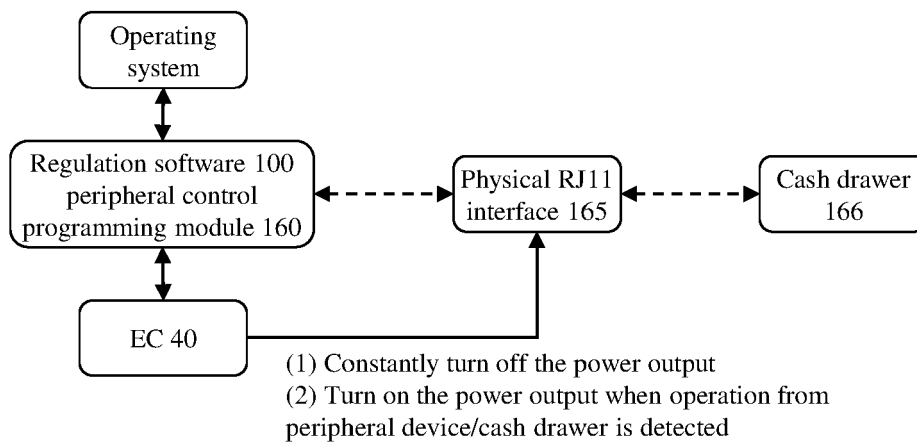 Operating
system
Regulation software 100
peripheral control
programming module 160
Physical RJ11
interface 165
Cash drawer
166
EC 40
(1) Constantly turn off the power output
(2) Turn on the power output when operation from
peripheral device/cash drawer is detected